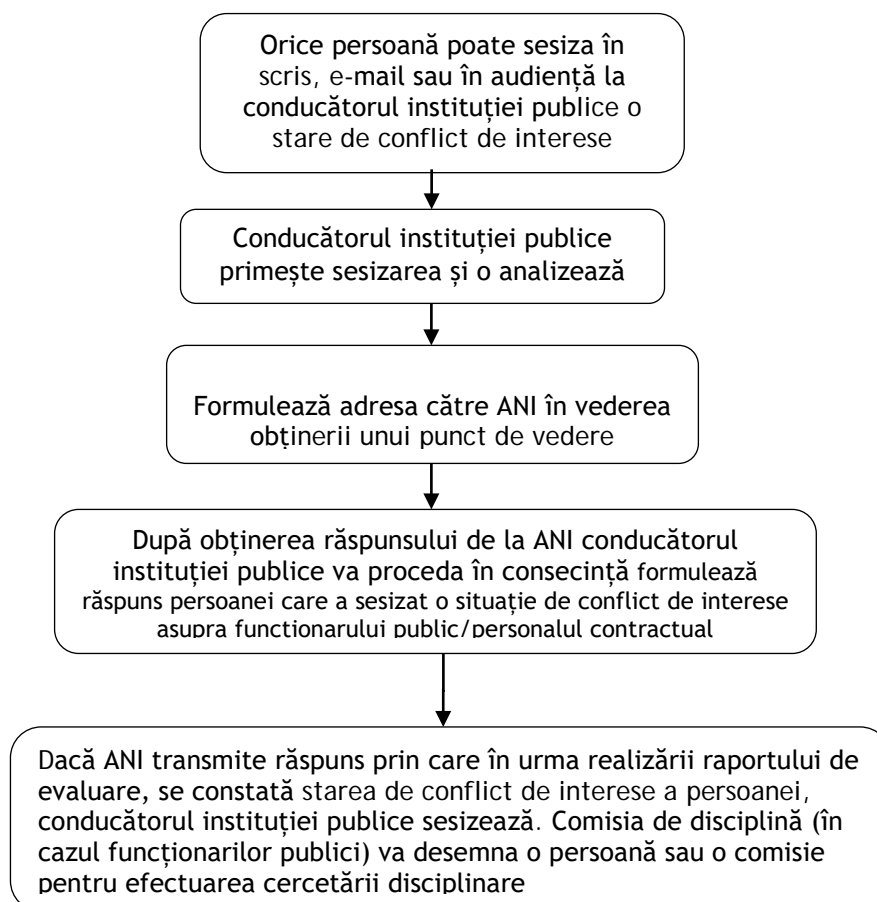 Orice persoană poate sesiza în
scris, e-mail sau în audiență la
conducătorul instituției publice o
stare de conflict de interese
Conducătorul instituției publice
primește sesizarea și o analizează
Formulează adresa către ANI în vederea
obținerii unui punct de vedere
După obținerea răspunsului de la ANI conducătorul
instituției publice va proceda în consecință formulează
răspuns persoanei care a sesizat o situație de conflict de interese
asupra funcționarului public/personalul contractual
Dacă ANI transmite răspuns prin care în urma realizării raportului de
evaluare, se constată starea de conflict de interese a persoanei,
conducătorul instituției publice sesizează. Comisia de disciplină (în
cazul funcționarilor publici) va desemna o persoană sau o comisie
pentru efectuarea cercetării disciplinare